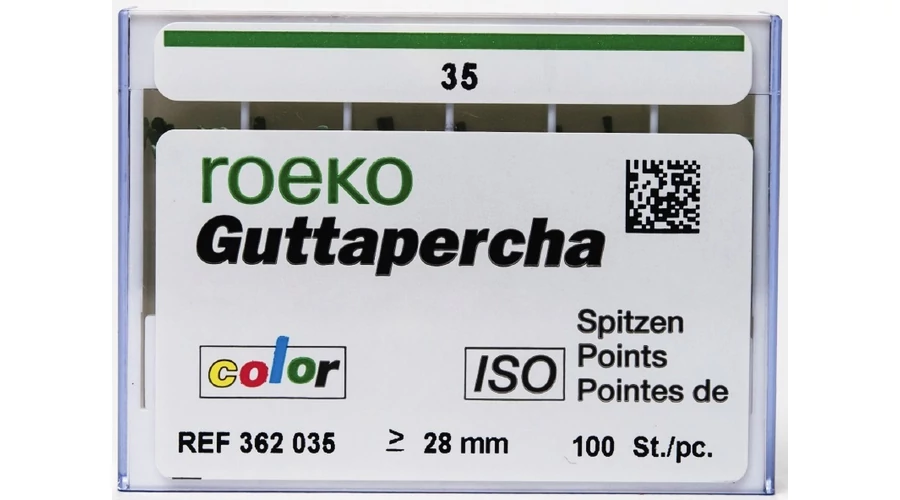 35
roeko
Guttapercha
color
ISO
Spitzen
Points
Pointes de
REF 362 035 ≥ 28 mm 100 St./pc.